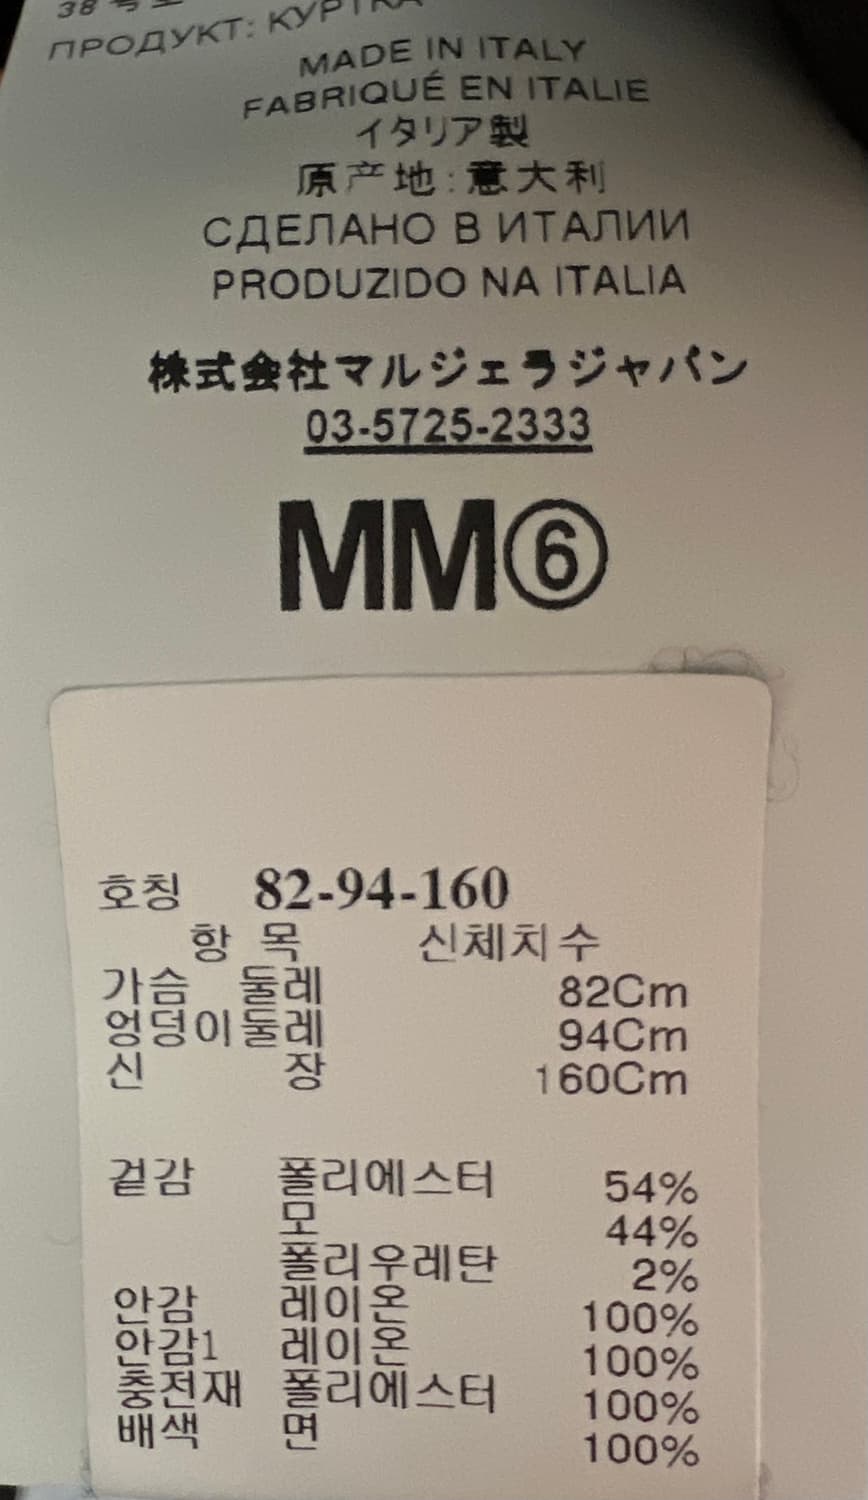 38
ПРОДУКТ: КУРТКА
MADE IN ITALY
FABRIQUÉ EN ITALIE
イタリア製
原产地:意大利
СДЕЛАНО В ИТАЛИИ
PRODUZIDO NA ITALIA
株式会社マルジェラジャパン
03-5725-2333
MM⑥
호칭 82-94-160
항 목 신체치수
가슴 둘레 82Cm
엉덩이둘레 94Cm
신 장 160Cm
겉감 폴리에스터 54%
모 44%
폴리우레탄 2%
안감 레이온 100%
안감1 레이온 100%
충전재 폴리에스터 100%
배색 면 100%